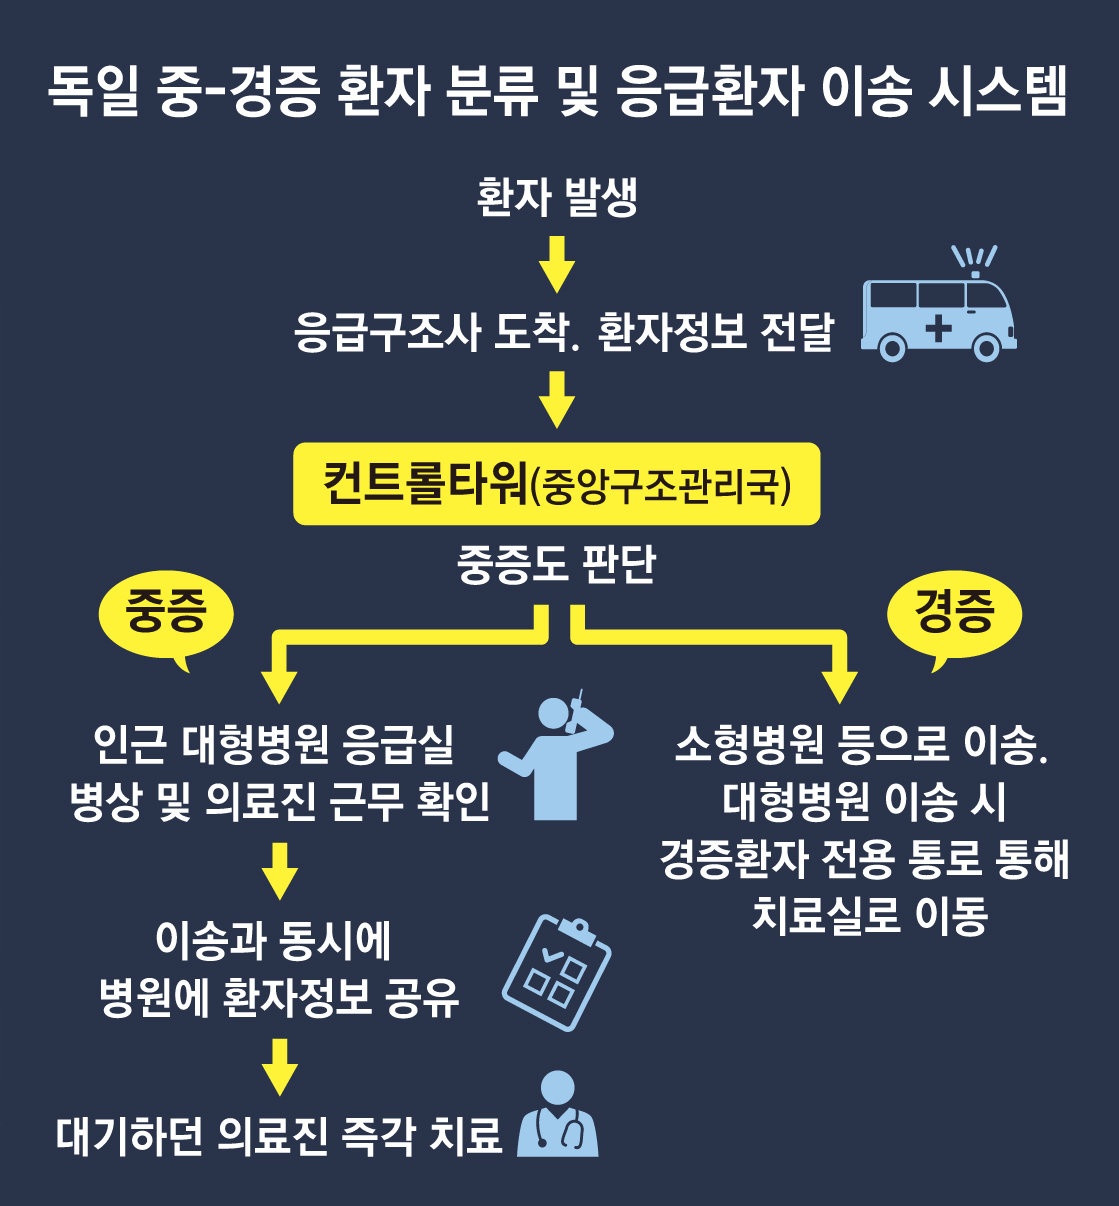 독일 중-경증 환자 분류 및 응급환자 이송 시스템
환자 발생
응급구조사 도착. 환자정보 전달
컨트롤타워(중앙구조관리국)
중증도 판단
중증
인근 대형병원 응급실
병상 및 의료진 근무 확인
이송과 동시에
병원에 환자정보 공유
대기하던 의료진 즉각 치료
경증
소형병원 등으로 이송.
대형병원 이송 시
경증환자 전용 통로 통해
치료실로 이동